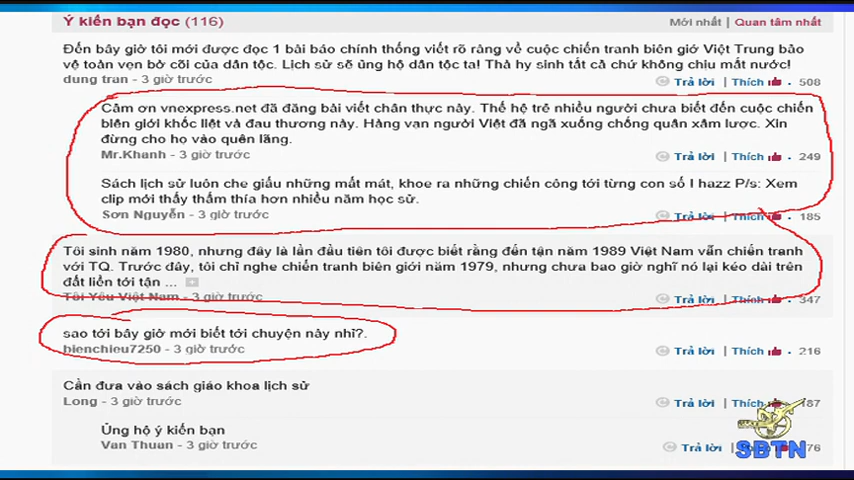 Ý kiến bạn đọc (116)
Mới nhất | Quan tâm nhất
Đến bây giờ tôi mới được đọc 1 bài báo chính thống viết rõ ràng về cuộc chiến tranh biên giớ Việt Trung bảo
vệ toàn vẹn bờ cõi của dân tộc. Lịch sử sẽ ủng hộ dân tộc ta! Thà hy sinh tất cả chứ không chịu mất nước!
dung tran - 3 giờ trước
Trả lời | Thích 508
Cảm ơn vnexpress.net đã đăng bài viết chân thực này. Thế hệ trẻ nhiều người chưa biết đến cuộc chiến
biên giới khốc liệt và đau thương này. Hàng vạn người Việt đã ngã xuống chống quân xâm lược. Xin
đừng cho họ vào quên lãng.
Mr.Khanh - 3 giờ trước
Trả lời | Thích 249
Sách lịch sử luôn che giấu những mất mát, khoe ra những chiến công tới từng con số ! hazz P/s: Xem
clip mới thấy thấm thía hơn nhiều năm học sử.
Sơn Nguyễn - 3 giờ trước
Trả lời | Thích 185
Tôi sinh năm 1980, nhưng đây là lần đầu tiên tôi được biết rằng đến tận năm 1989 Việt Nam vẫn chiến tranh
với TQ. Trước đây, tôi chỉ nghe chiến tranh biên giới năm 1979, nhưng chưa bao giờ nghĩ nó lại kéo dài trên
đất liền tới tận ...
Tôi Yêu Việt Nam - 3 giờ trước
Trả lời | Thích 347
sao tới bây giờ mới biết tới chuyện này nhỉ?.
bienchieu7250 - 3 giờ trước
Trả lời | Thích 216
Cần đưa vào sách giáo khoa lịch sử
Long - 3 giờ trước
Trả lời | Thích
Ủng hộ ý kiến bạn
Van Thuan - 3 giờ trước
Trả lời |
SBTN